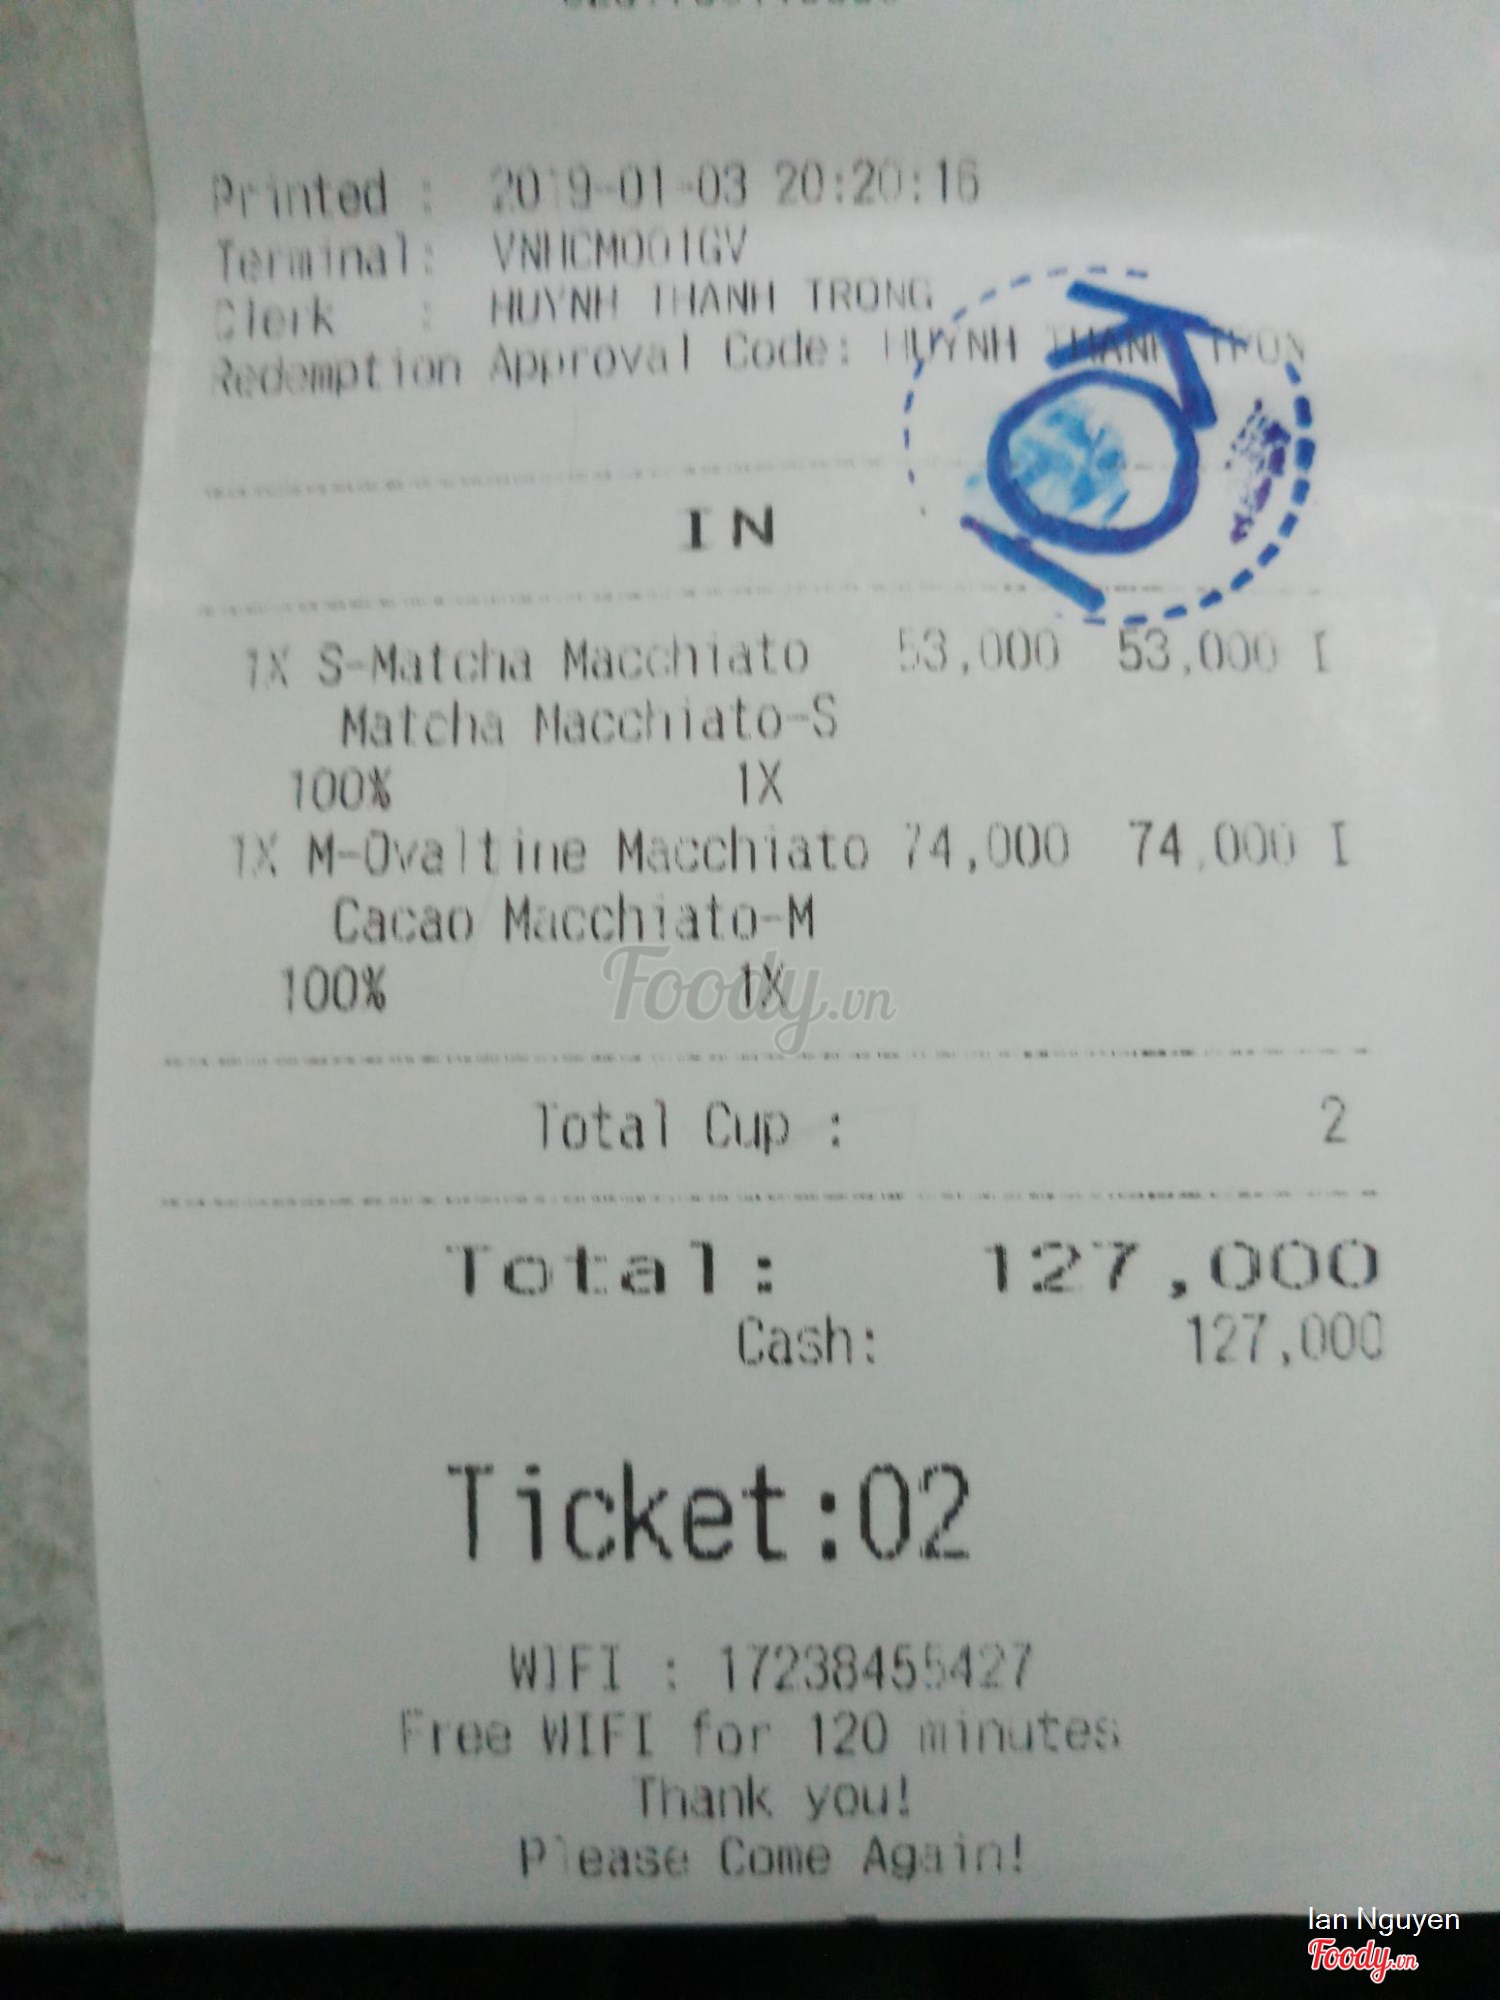 Printed : 2019-01-03 20:20:16
Terminal: VNHCM001GV
Clerk : HUYNH THANH TRONG
Redemption Approval Code: HUYNH THANH TRON
IN
1X S-Matcha Macchiato 53,000 53,000 I
Matcha Macchiato-S
100% 1X
1X M-Ovaltine Macchiato 74,000 74,000 I
Cacao Macchiato-M
100% 1X
Foody.vn
Total Cup : 2
Total: 127,000
Cash: 127,000
Ticket:02
WIFI : 17238455427
Free WIFI for 120 minutes
Thank you!
Please Come Again!
Ian Nguyen
Foody.vn